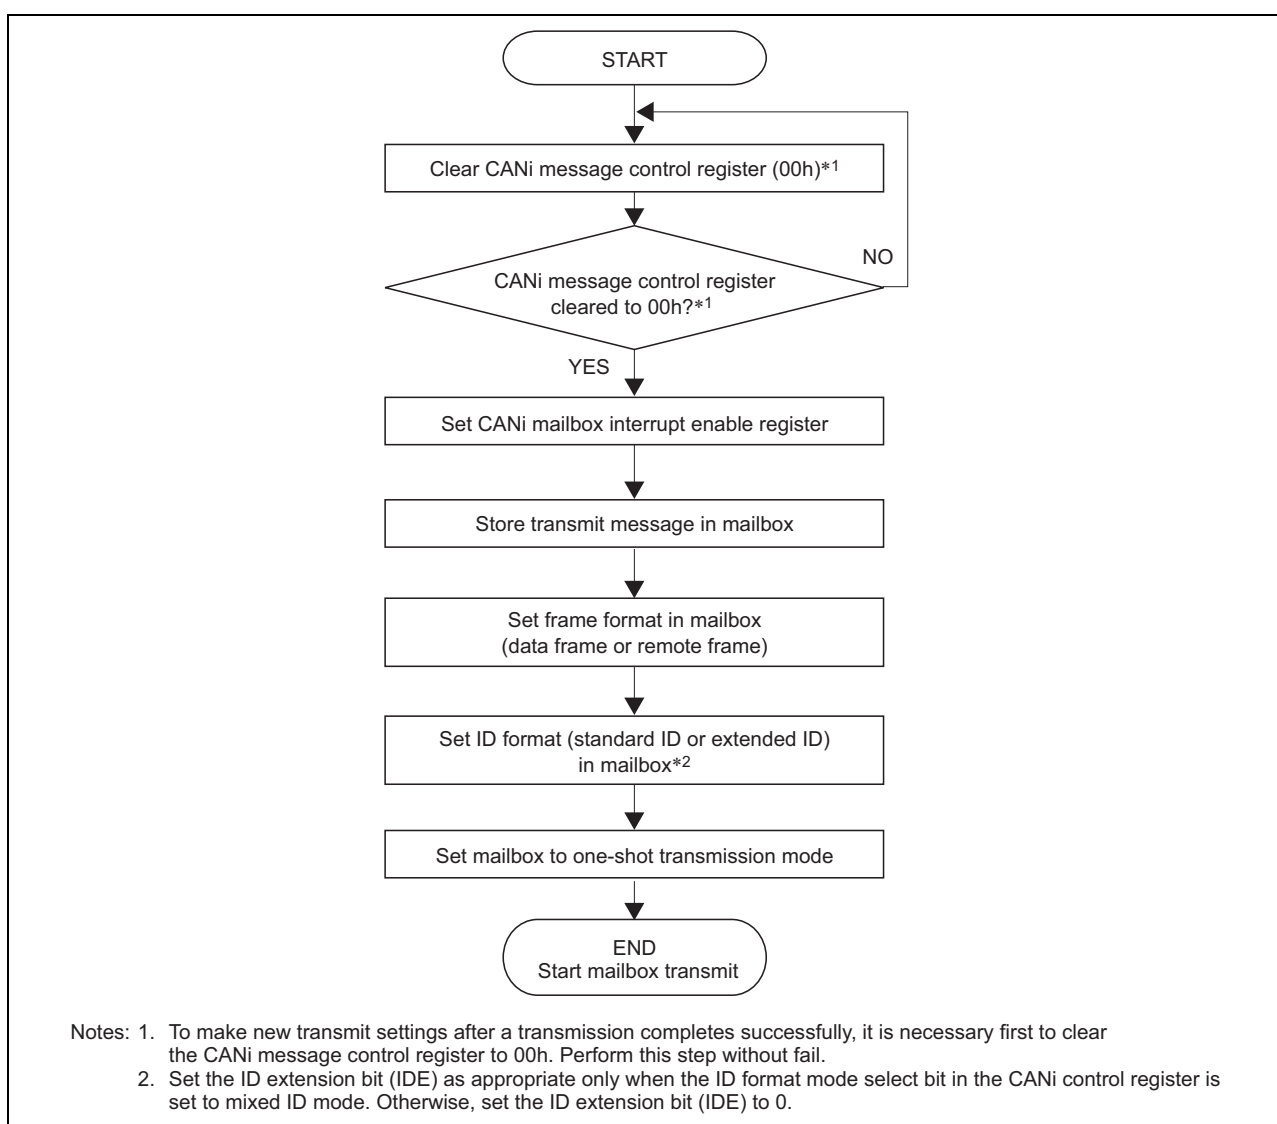 START
Clear CANi message control register (00h)*1
NO
CANi message control register
cleared to 00h?*1
YES
Set CANi mailbox interrupt enable register
Store transmit message in mailbox
Set frame format in mailbox
(data frame or remote frame)
Set ID format (standard ID or extended ID)
in mailbox*2
Set mailbox to one-shot transmission mode
END
Start mailbox transmit
Notes: 1. To make new transmit settings after a transmission completes successfully, it is necessary first to clear
the CANi message control register to 00h. Perform this step without fail.
2. Set the ID extension bit (IDE) as appropriate only when the ID format mode select bit in the CANi control register is
set to mixed ID mode. Otherwise, set the ID extension bit (IDE) to 0.